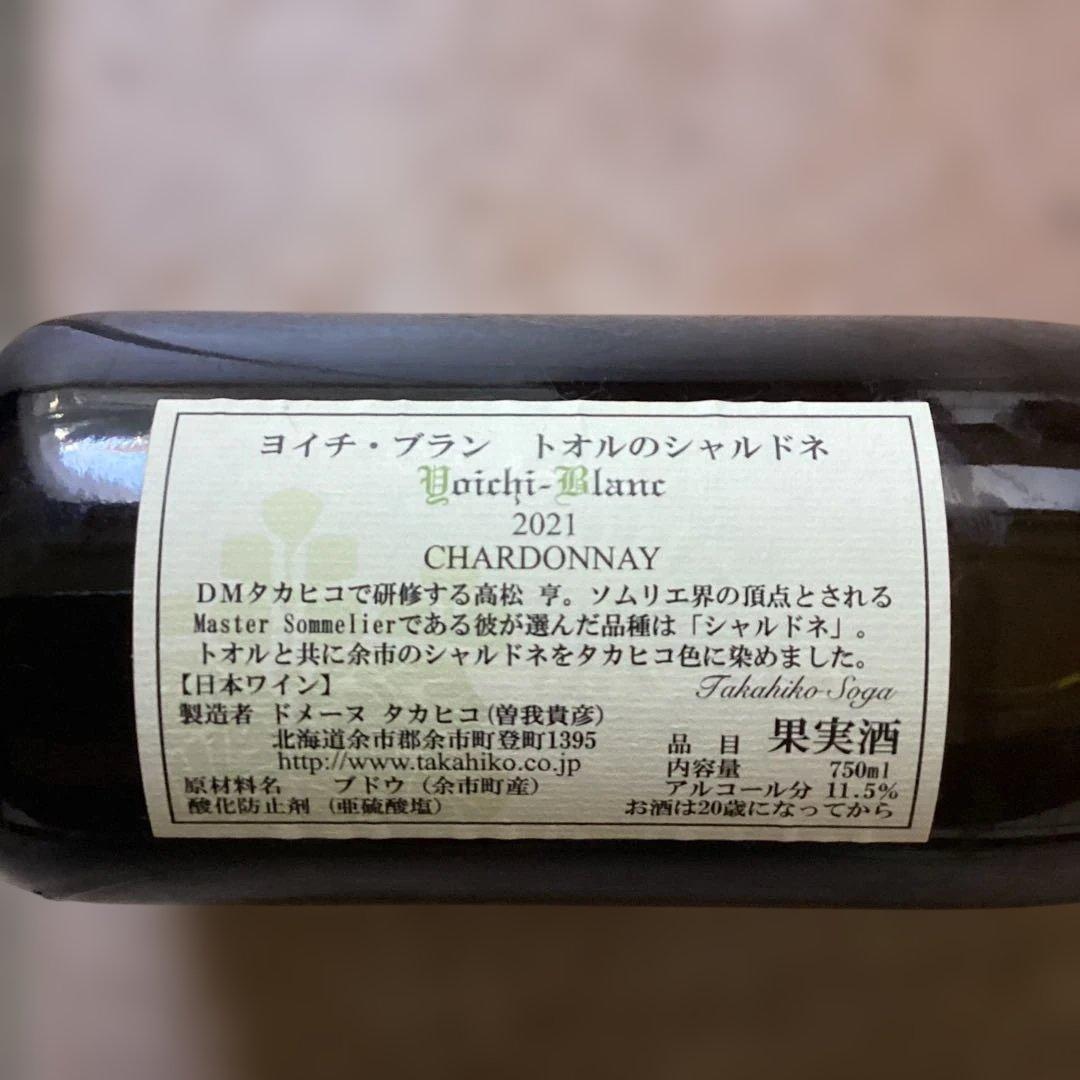 ヨイチ・ブラン　トオルのシャルドネ
Yoichi-Blanc
2021
CHARDONNAY
DMタカヒコで研修する高松 亨。ソムリエ界の頂点とされる
Master Sommelierである彼が選んだ品種は「シャルドネ」。
トオルと共に余市のシャルドネをタカヒコ色に染めました。
【日本ワイン】
Takahiko Soga
製造者 ドメーヌ タカヒコ(曽我貴彦)
北海道余市郡余市町登町1395
http://www.takahiko.co.jp
原材料名　ブドウ（余市町産）
酸化防止剤（亜硫酸塩）
品　目　果実酒
内容量　750ml
アルコール分 11.5%
お酒は20歳になってから